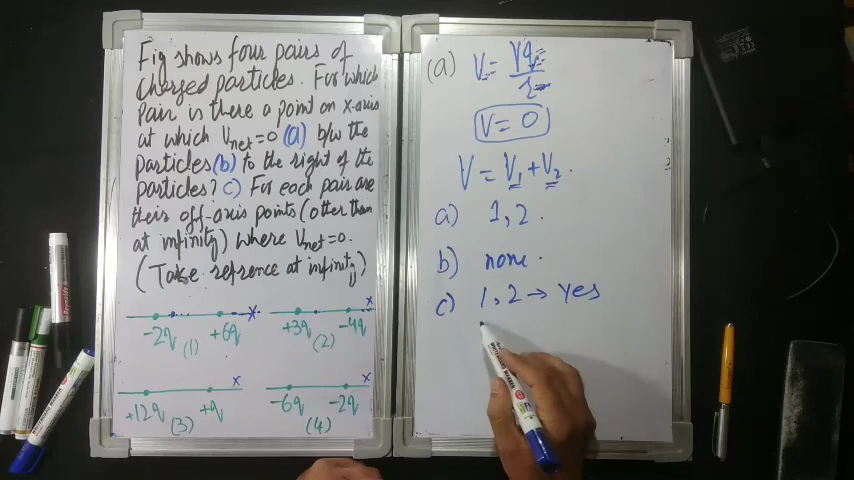 Fig shows four pairs of
charged particles. For which
pair is there a point on x-axis
at which Vnet=0 (a) b/w the
particles (b) to the right of the
particles? c) For each pair are
their off-axis points (other than
at infinity) where Vnet=0.
(Take refrence at infinity)
x
-2q +6q
(1)
x
+3q -4q
(2)
x
+12q +q
(3)
x
-6q -2q
(4)
(a) V=
V=0
V = V1+V2.
a) 1,2.
b) none.
c) 1,2→ Yes
Reynolds